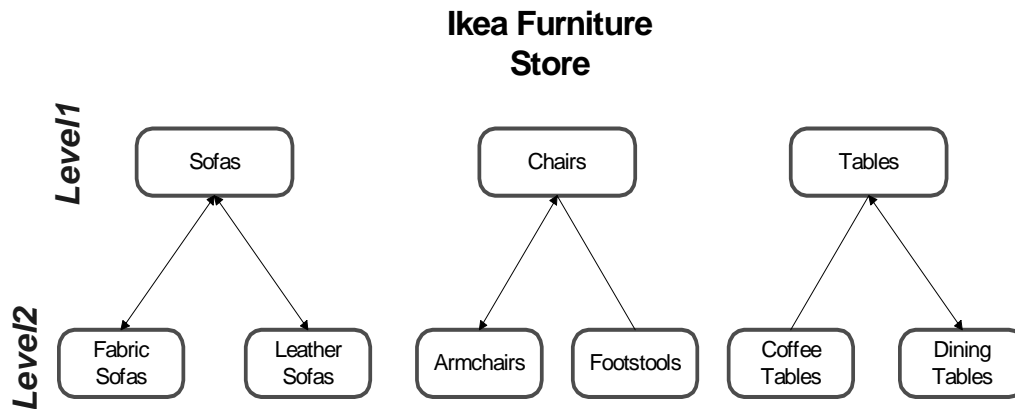 Ikea Furniture
Store
Level1
Sofas
Chairs
Tables
Level2
Fabric
Sofas
Leather
Sofas
Armchairs
Footstools
Coffee
Tables
Dining
Tables